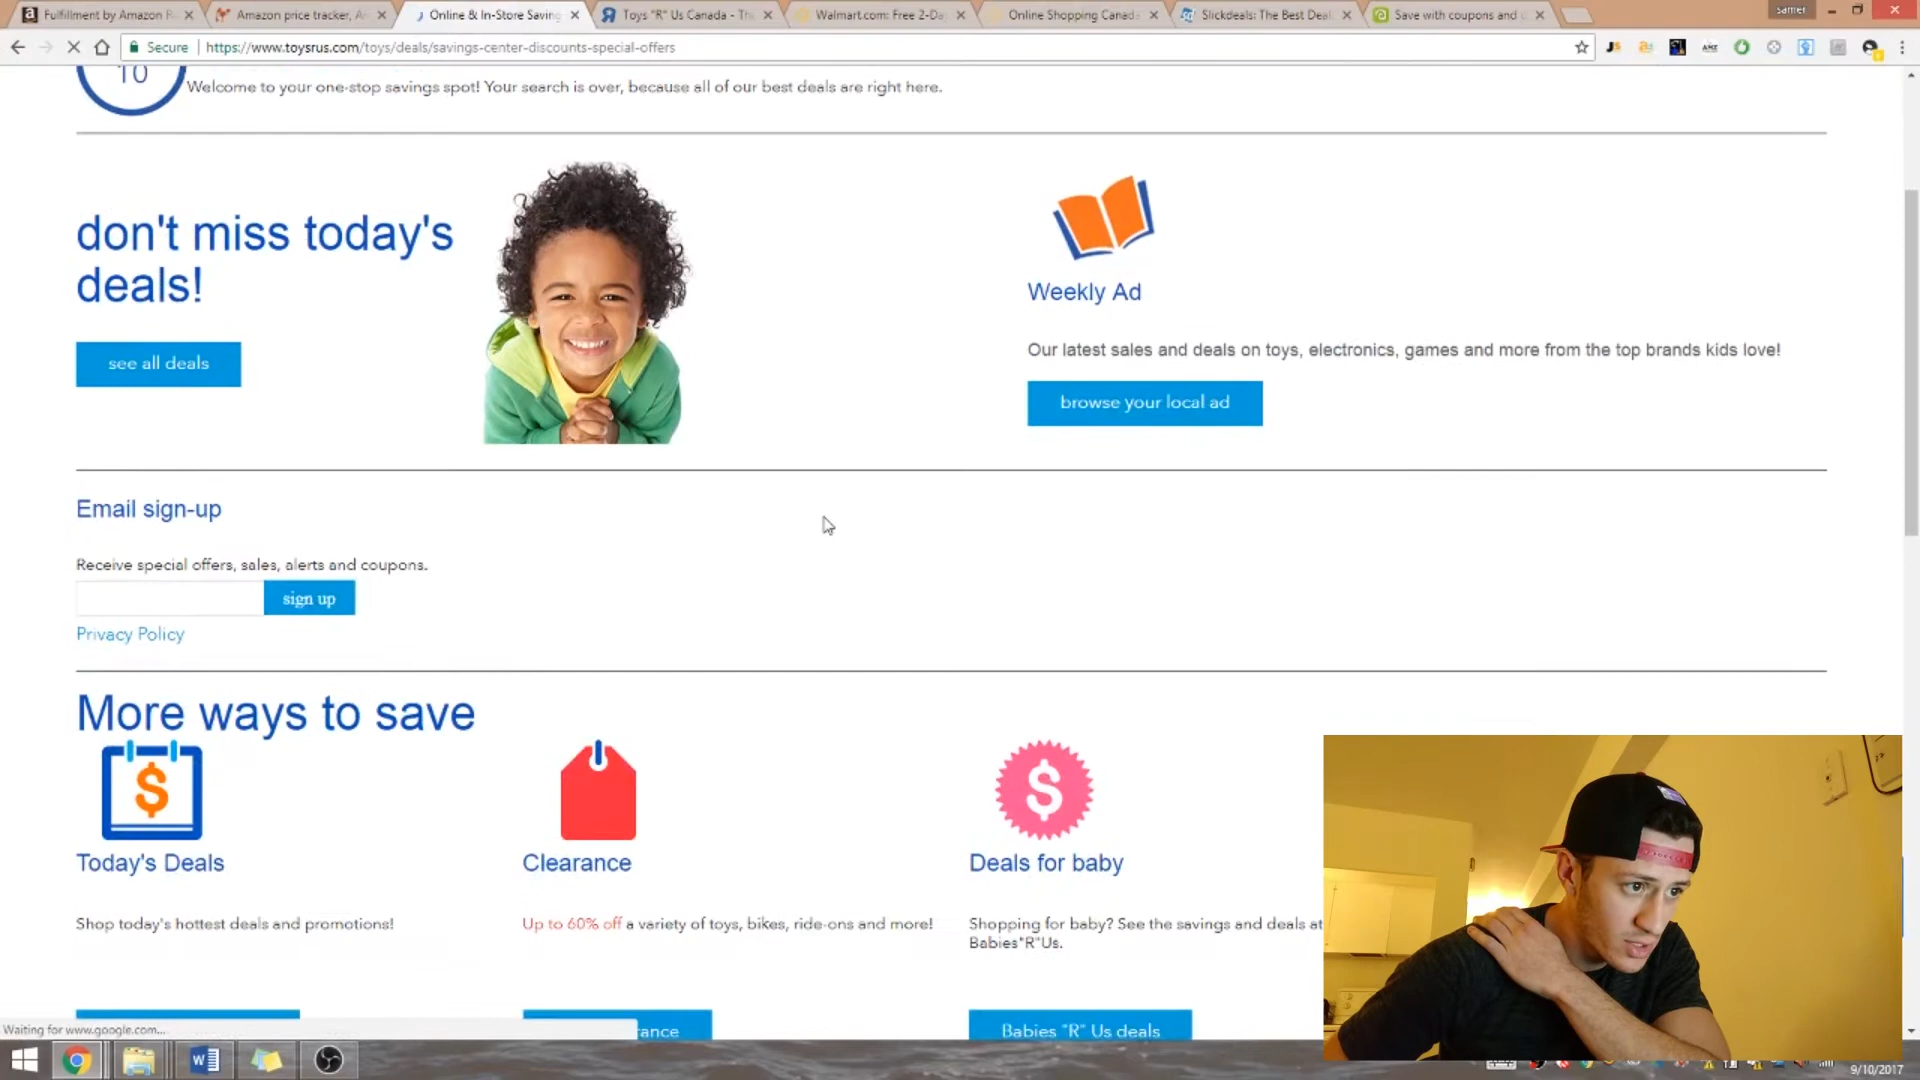 Fulfillment by Amazon R
Amazon price tracker, A
Online & In-Store Saving
Toys "R" Us Canada - Th
Walmart.com: Free 2-Da
Online Shopping Canada
Slickdeals: The Best Deal
Save with coupons and
samer
Secure
https://www.toysrus.com/toys/deals/savings-center-discounts-special-offers
10
Welcome to your one-stop savings spot! Your search is over, because all of our best deals are right here.
don't miss today's
deals!
see all deals
Weekly Ad
Our latest sales and deals on toys, electronics, games and more from the top brands kids love!
browse your local ad
Email sign-up
Receive special offers, sales, alerts and coupons.
sign up
Privacy Policy
More ways to save
Today's Deals
Clearance
Deals for baby
Shop today's hottest deals and promotions!
Up to 60% off a variety of toys, bikes, ride-ons and more!
Shopping for baby? See the savings and deals at
Babies"R"Us.
rance
Babies "R" Us deals
Waiting for www.google.com...
9/10/2017